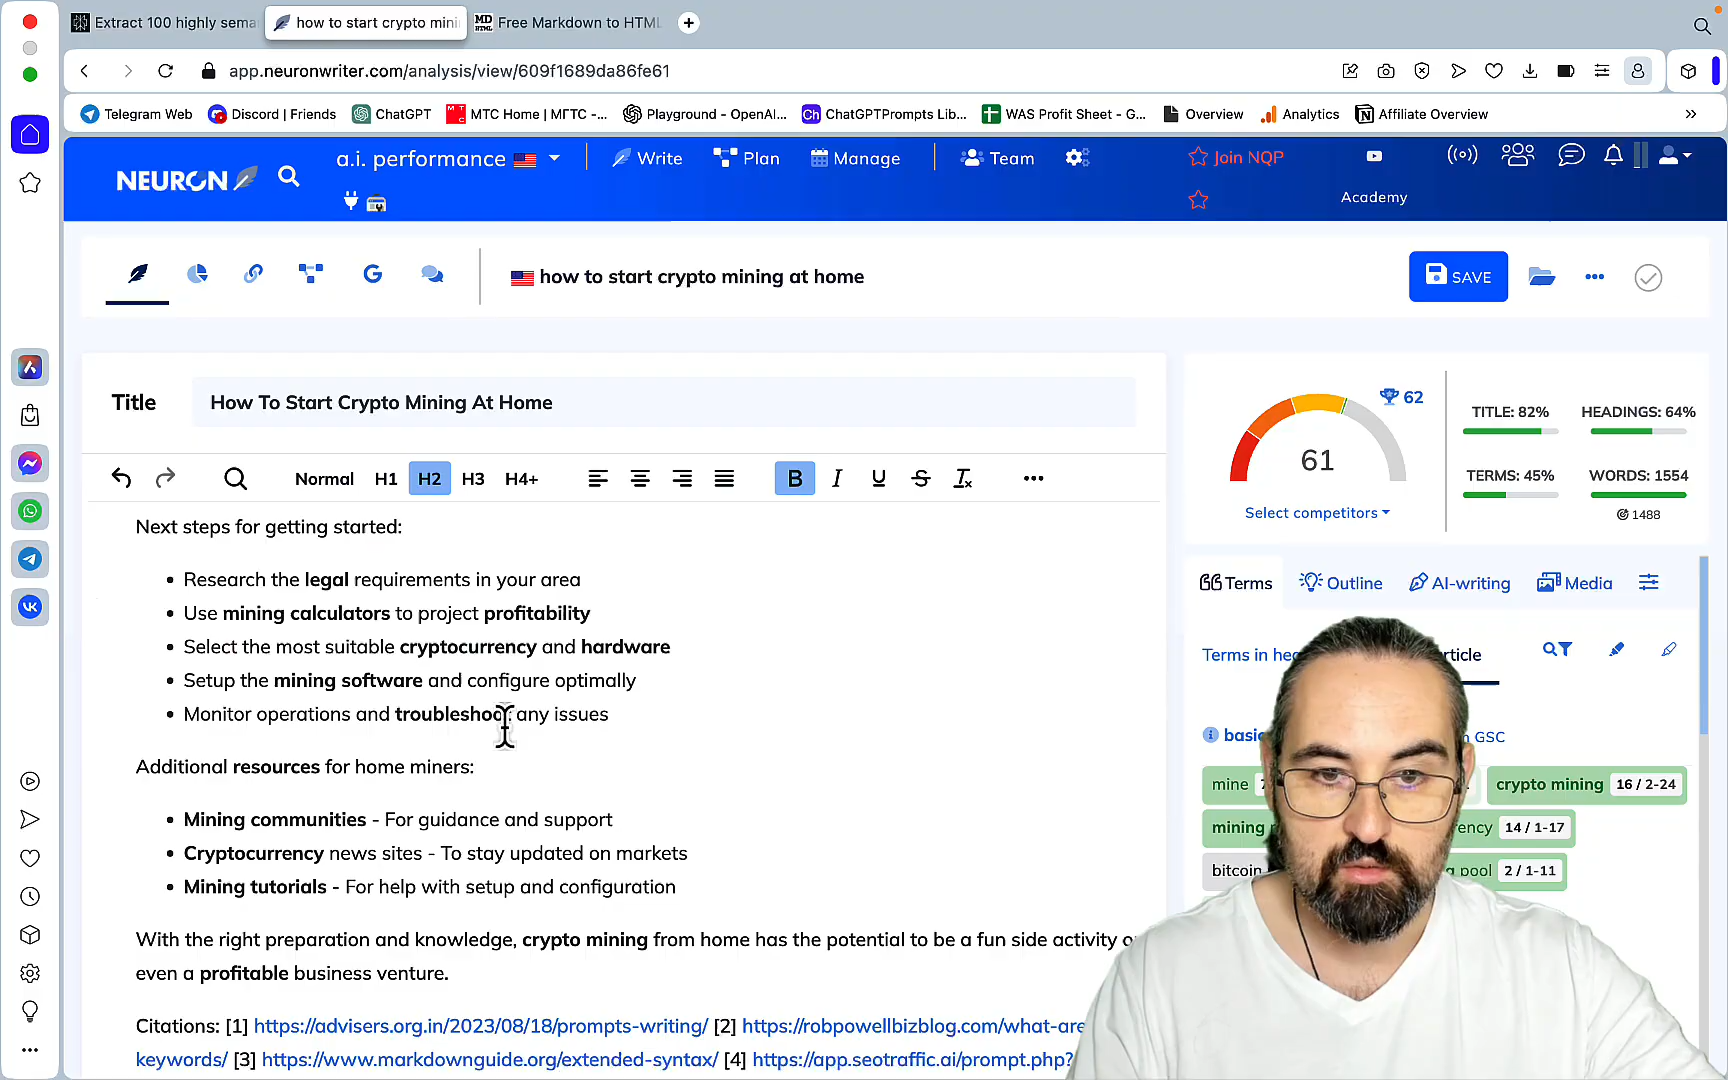 Extract 100 highly sema
how to start crypto mini
MD HTML Free Markdown to HTML
app.neuronwriter.com/analysis/view/609f1689da86fe61
Telegram Web
Discord | Friends
ChatGPT
МТС Home | МГТС -...
Playground - OpenAI...
Ch ChatGPTPrompts Lib...
WAS Profit Sheet - G...
Overview
Analytics
Affiliate Overview
NEURON
a.i. performance
Write
Plan
Manage
Team
Join NQP
Academy
how to start crypto mining at home
SAVE
Title
How To Start Crypto Mining At Home
Normal H1 H2 H3 H4+ B I U S
62
61
Select competitors
TITLE: 82%
HEADINGS: 64%
TERMS: 45%
WORDS: 1554
1488
Next steps for getting started:
• Research the legal requirements in your area
• Use mining calculators to project profitability
• Select the most suitable cryptocurrency and hardware
• Setup the mining software and configure optimally
• Monitor operations and troubleshoot any issues
Additional resources for home miners:
• Mining communities - For guidance and support
• Cryptocurrency news sites - To stay updated on markets
• Mining tutorials - For help with setup and configuration
With the right preparation and knowledge, crypto mining from home has the potential to be a fun side activity
even a profitable business venture.
Citations: [1] https://advisers.org.in/2023/08/18/prompts-writing/ [2] https://robpowellbizblog.com/what-are
keywords/ [3] https://www.markdownguide.org/extended-syntax/ [4] https://app.seotraffic.ai/prompt.php?
Terms
Outline
AI-writing
Media
Terms in
rticle
GSC
mine
crypto mining 16 / 2-24
mining
ency 14 / 1-17
bitcoin
pool 2 / 1-11